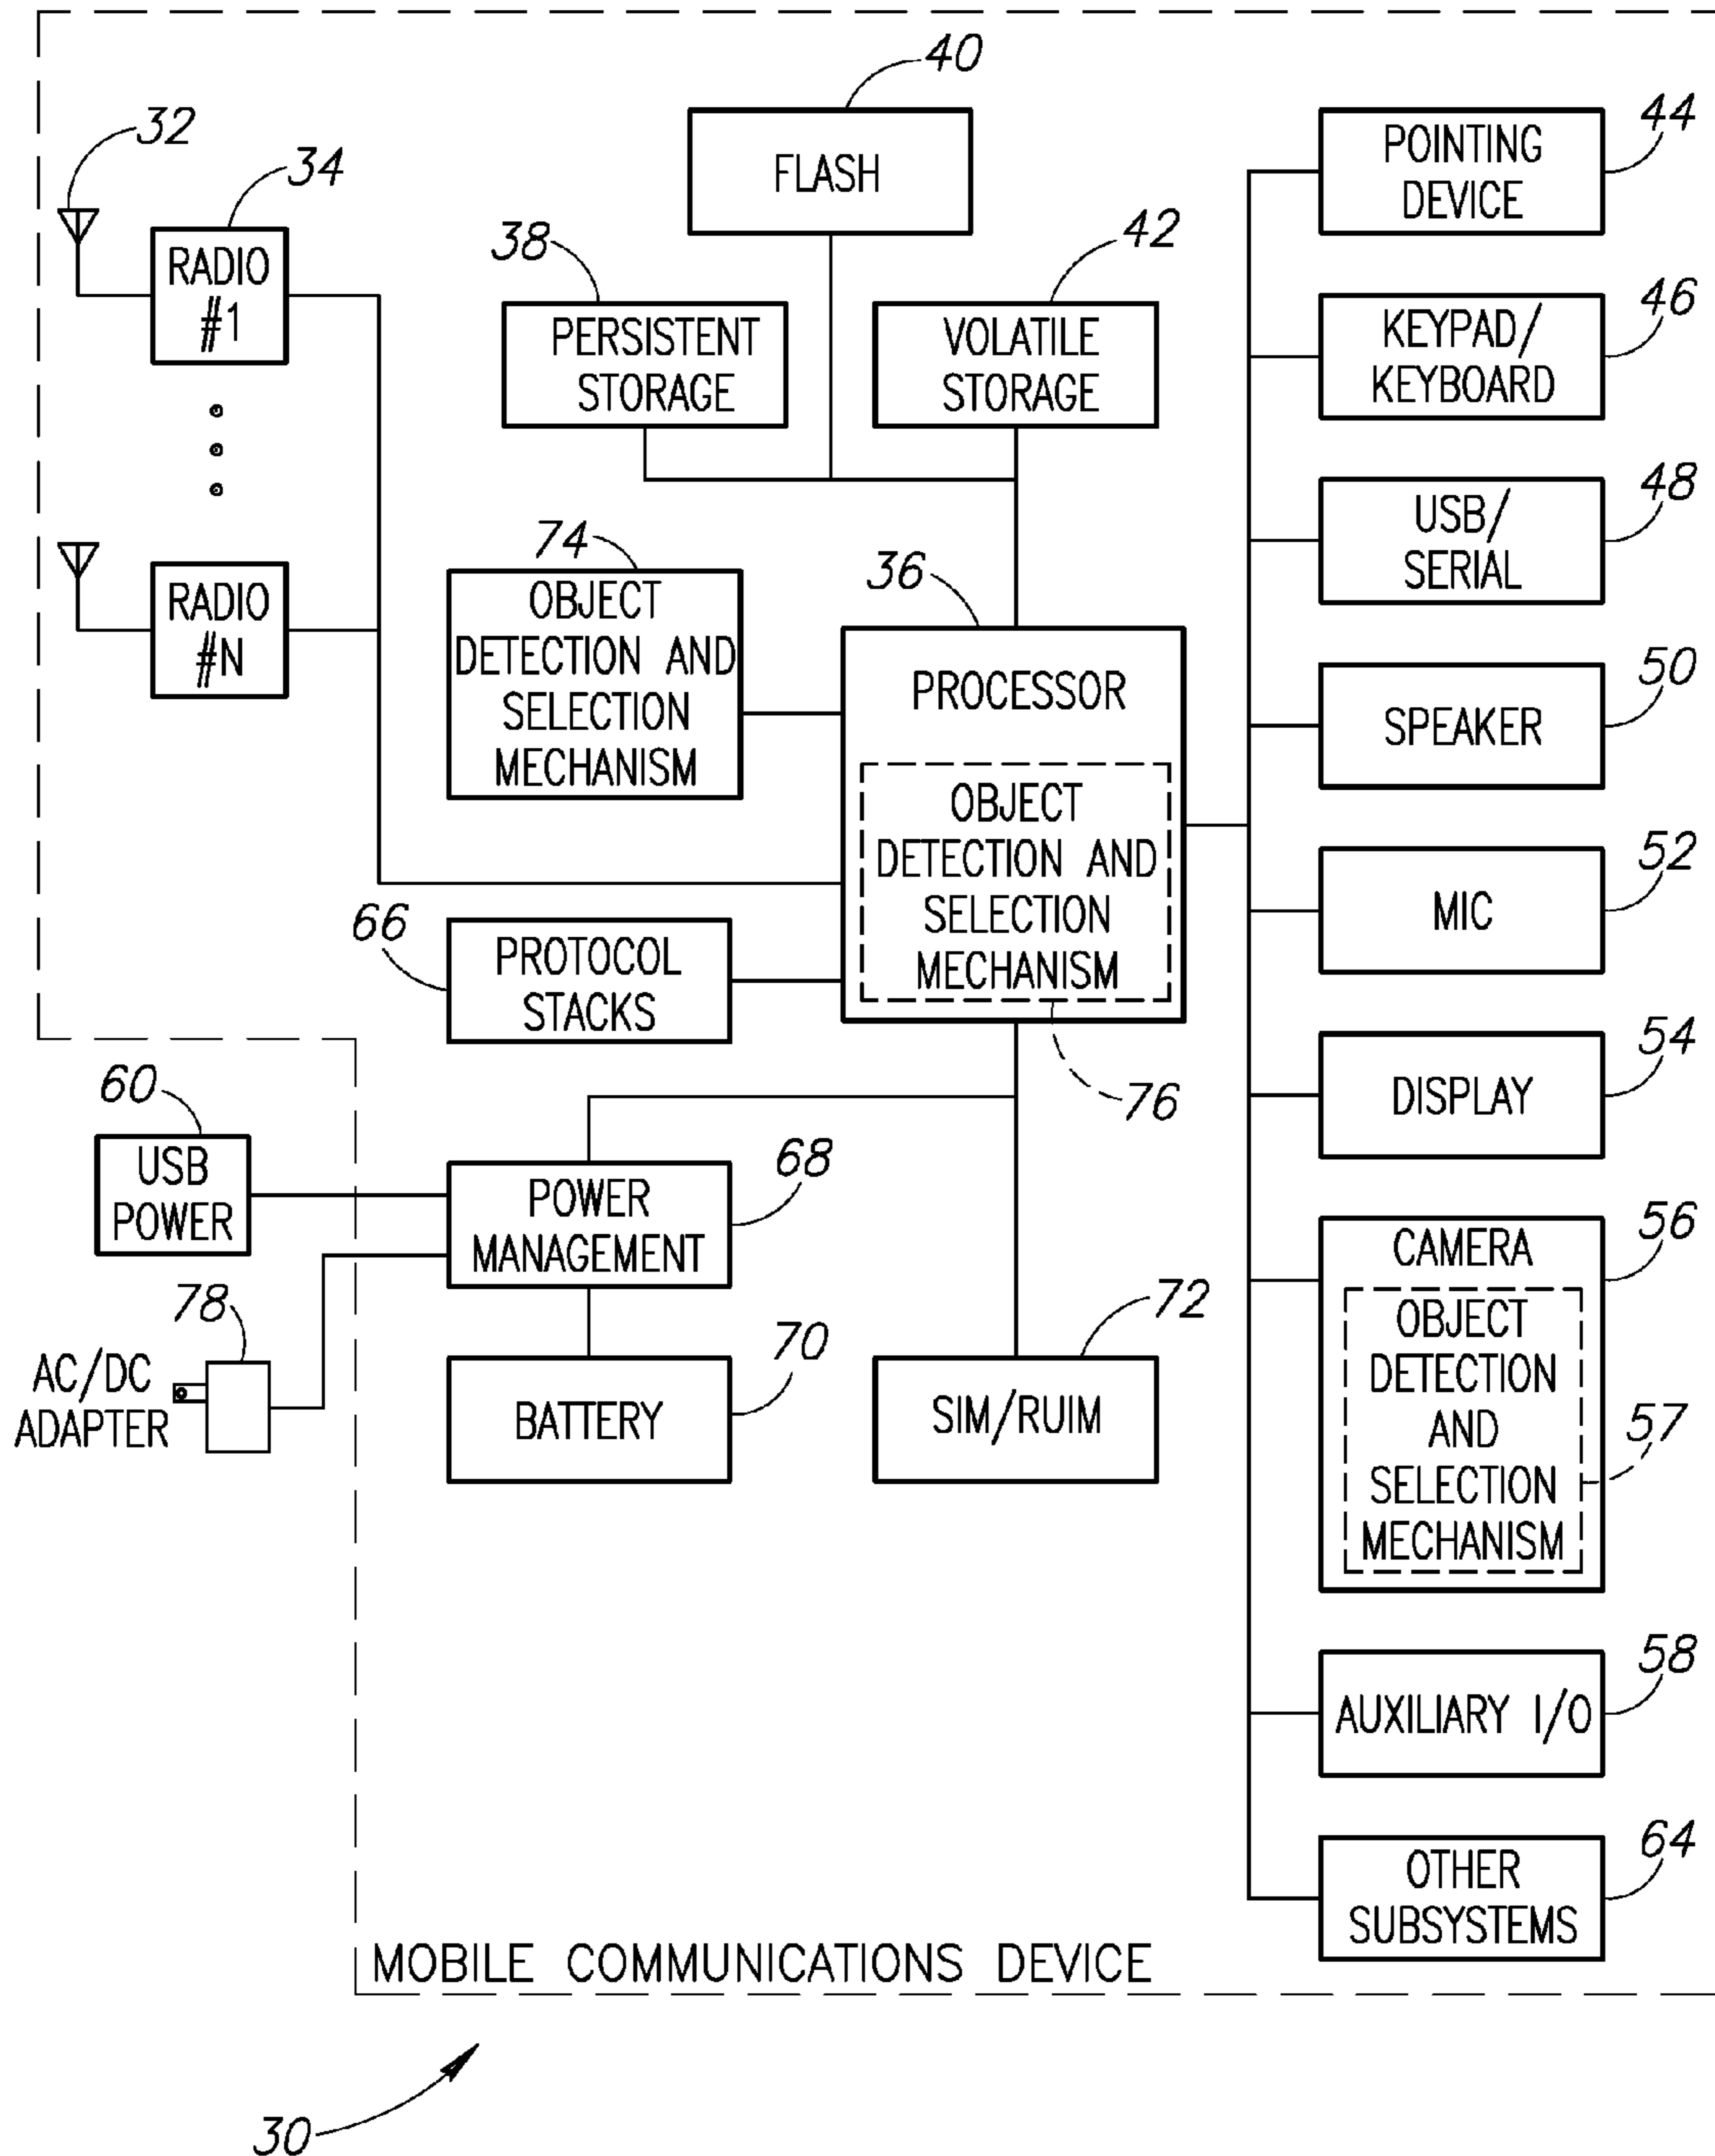 40
FLASH
32
34
RADIO
#1
38
PERSISTENT
STORAGE
42
VOLATILE
STORAGE
RADIO
#N
74
OBJECT
DETECTION AND
SELECTION
MECHANISM
36
PROCESSOR
OBJECT
DETECTION AND
SELECTION
MECHANISM
76
66
PROTOCOL
STACKS
60
USB
POWER
68
POWER
MANAGEMENT
78
AC/DC
ADAPTER
70
BATTERY
72
SIM/RUIM
44
POINTING
DEVICE
46
KEYPAD/
KEYBOARD
48
USB/
SERIAL
50
SPEAKER
52
MIC
54
DISPLAY
56
CAMERA
OBJECT
DETECTION
AND
SELECTION
MECHANISM
57
58
AUXILIARY I/O
64
OTHER
SUBSYSTEMS
MOBILE COMMUNICATIONS DEVICE
30